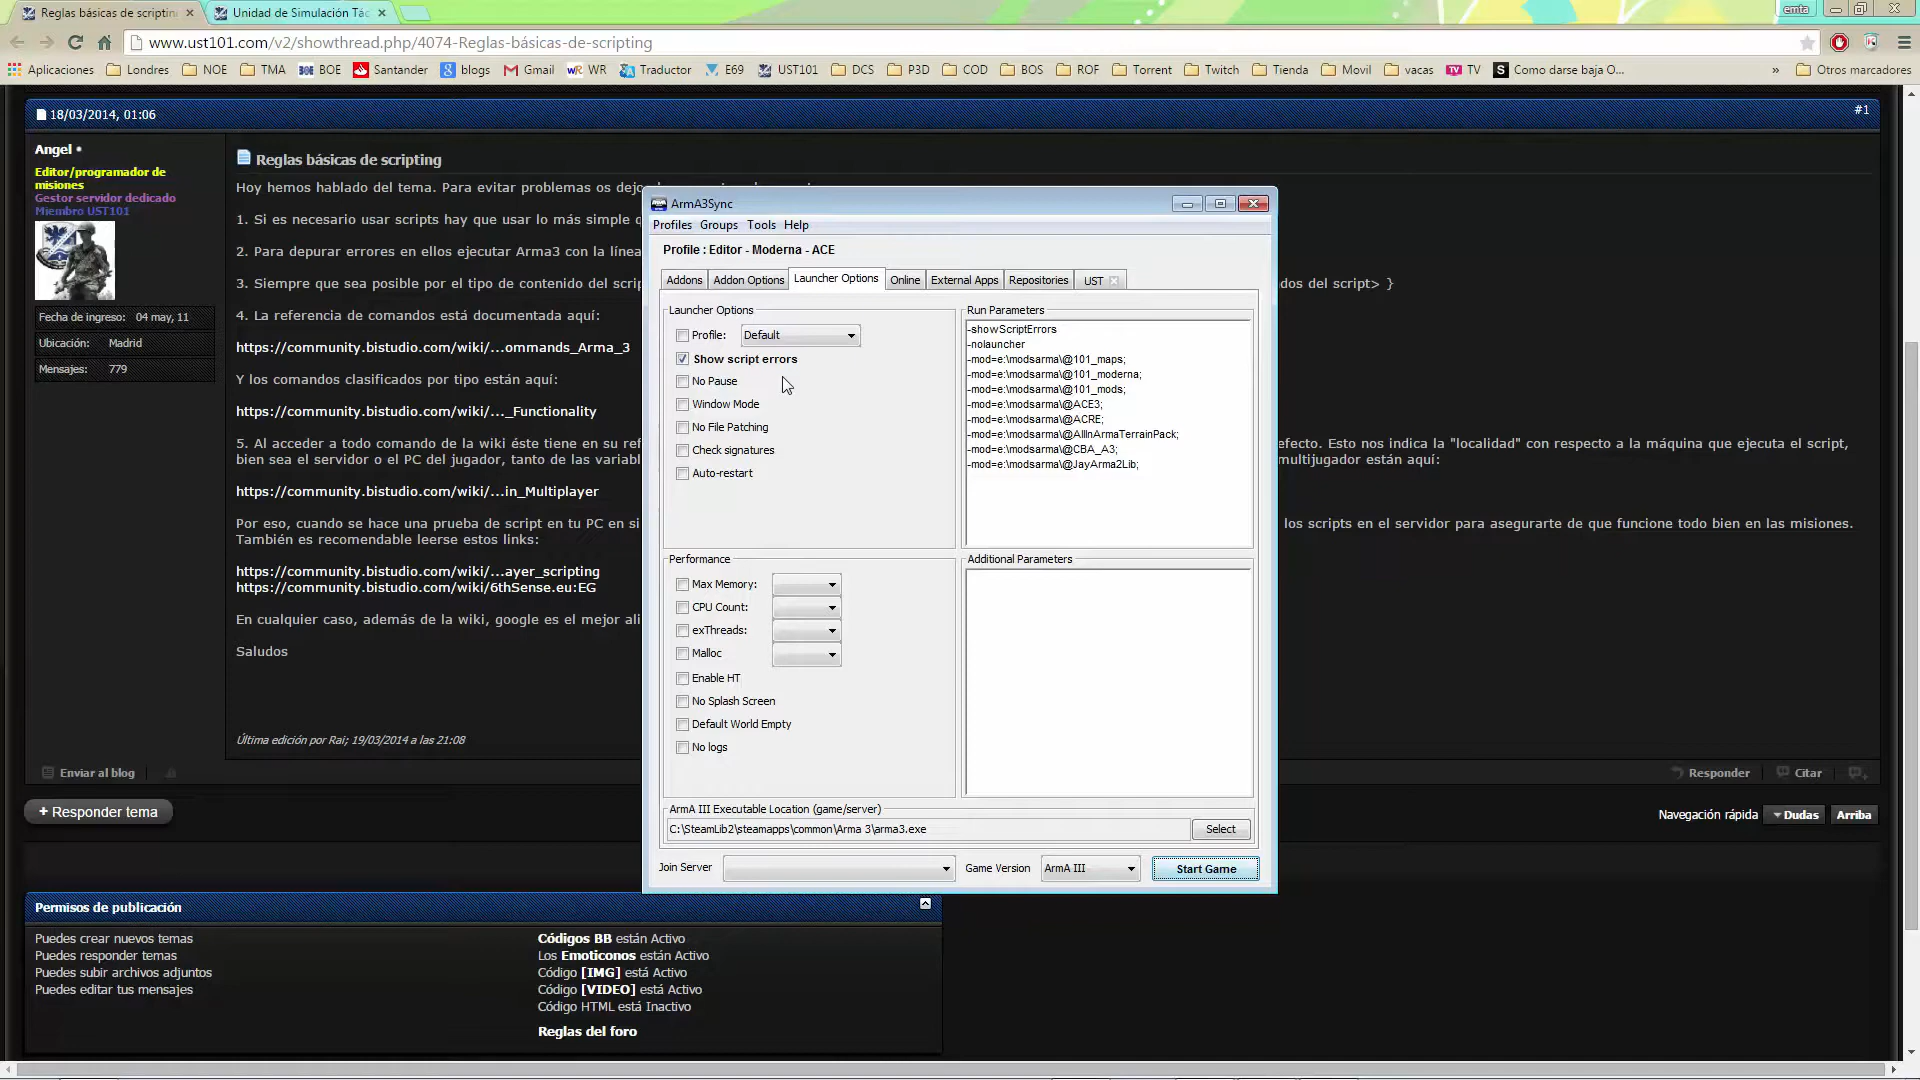 Reglas básicas de scriptin
Unidad de Simulación Tác
emta
www.ust101.com/v2/showthread.php/4074-Reglas-básicas-de-scripting
Aplicaciones Londres NOE TMA BOE Santander blogs Gmail WR Traductor E69 UST101 DCS P3D COD BOS ROF Torrent Twitch Tienda Movil vacas TV Como darse baja O... » Otros marcadores
18/03/2014, 01:06
#1
Angel
Editor/programador de
misiones
Gestor servidor dedicado
Miembro UST101
Fecha de ingreso: 04 may, 11
Ubicación: Madrid
Mensajes: 779
Reglas básicas de scripting
Hoy hemos hablado del tema. Para evitar problemas os dejo
1. Si es necesario usar scripts hay que usar lo más simple
2. Para depurar errores en ellos ejecutar Arma3 con la línea
3. Siempre que sea posible por el tipo de contenido del scrip
dos del script> }
4. La referencia de comandos está documentada aquí:
https://community.bistudio.com/wiki/...ommands_Arma_3
Y los comandos clasificados por tipo están aquí:
https://community.bistudio.com/wiki/..._Functionality
5. Al acceder a todo comando de la wiki éste tiene en su ref
efecto. Esto nos indica la "localidad" con respecto a la máquina que ejecuta el script,
bien sea el servidor o el PC del jugador, tanto de las variabl
multijugador están aquí:
https://community.bistudio.com/wiki/...in_Multiplayer
Por eso, cuando se hace una prueba de script en tu PC en si
los scripts en el servidor para asegurarte de que funcione todo bien en las misiones.
También es recomendable leerse estos links:
https://community.bistudio.com/wiki/...ayer_scripting
https://community.bistudio.com/wiki/6thSense.eu:EG
En cualquier caso, además de la wiki, google es el mejor ali
Saludos
Última edición por Rai; 19/03/2014 a las 21:08
Enviar al blog
Responder
Citar
+ Responder tema
Navegación rápida
Dudas
Arriba
Permisos de publicación
Puedes crear nuevos temas
Puedes responder temas
Puedes subir archivos adjuntos
Puedes editar tus mensajes
Códigos BB están Activo
Los Emoticonos están Activo
Código [IMG] está Activo
Código [VIDEO] está Activo
Código HTML está Inactivo
Reglas del foro
ArmA3Sync
Profiles Groups Tools Help
Profile : Editor - Moderna - ACE
Addons Addon Options Launcher Options Online External Apps Repositories UST
Launcher Options
Profile: Default
Show script errors
No Pause
Window Mode
No File Patching
Check signatures
Auto-restart
Run Parameters
-showScriptErrors
-nolauncher
-mod=e:\modsarma\@101_maps;
-mod=e:\modsarma\@101_moderna;
-mod=e:\modsarma\@101_mods;
-mod=e:\modsarma\@ACE3;
-mod=e:\modsarma\@ACRE;
-mod=e:\modsarma\@AllInArmaTerrainPack;
-mod=e:\modsarma\@CBA_A3;
-mod=e:\modsarma\@JayArma2Lib;
Performance
Max Memory:
CPU Count:
exThreads:
Malloc
Enable HT
No Splash Screen
Default World Empty
No logs
Additional Parameters
ArmA III Executable Location (game/server)
C:\SteamLib2\steamapps\common\Arma 3\arma3.exe
Select
Join Server
Game Version ArmA III
Start Game